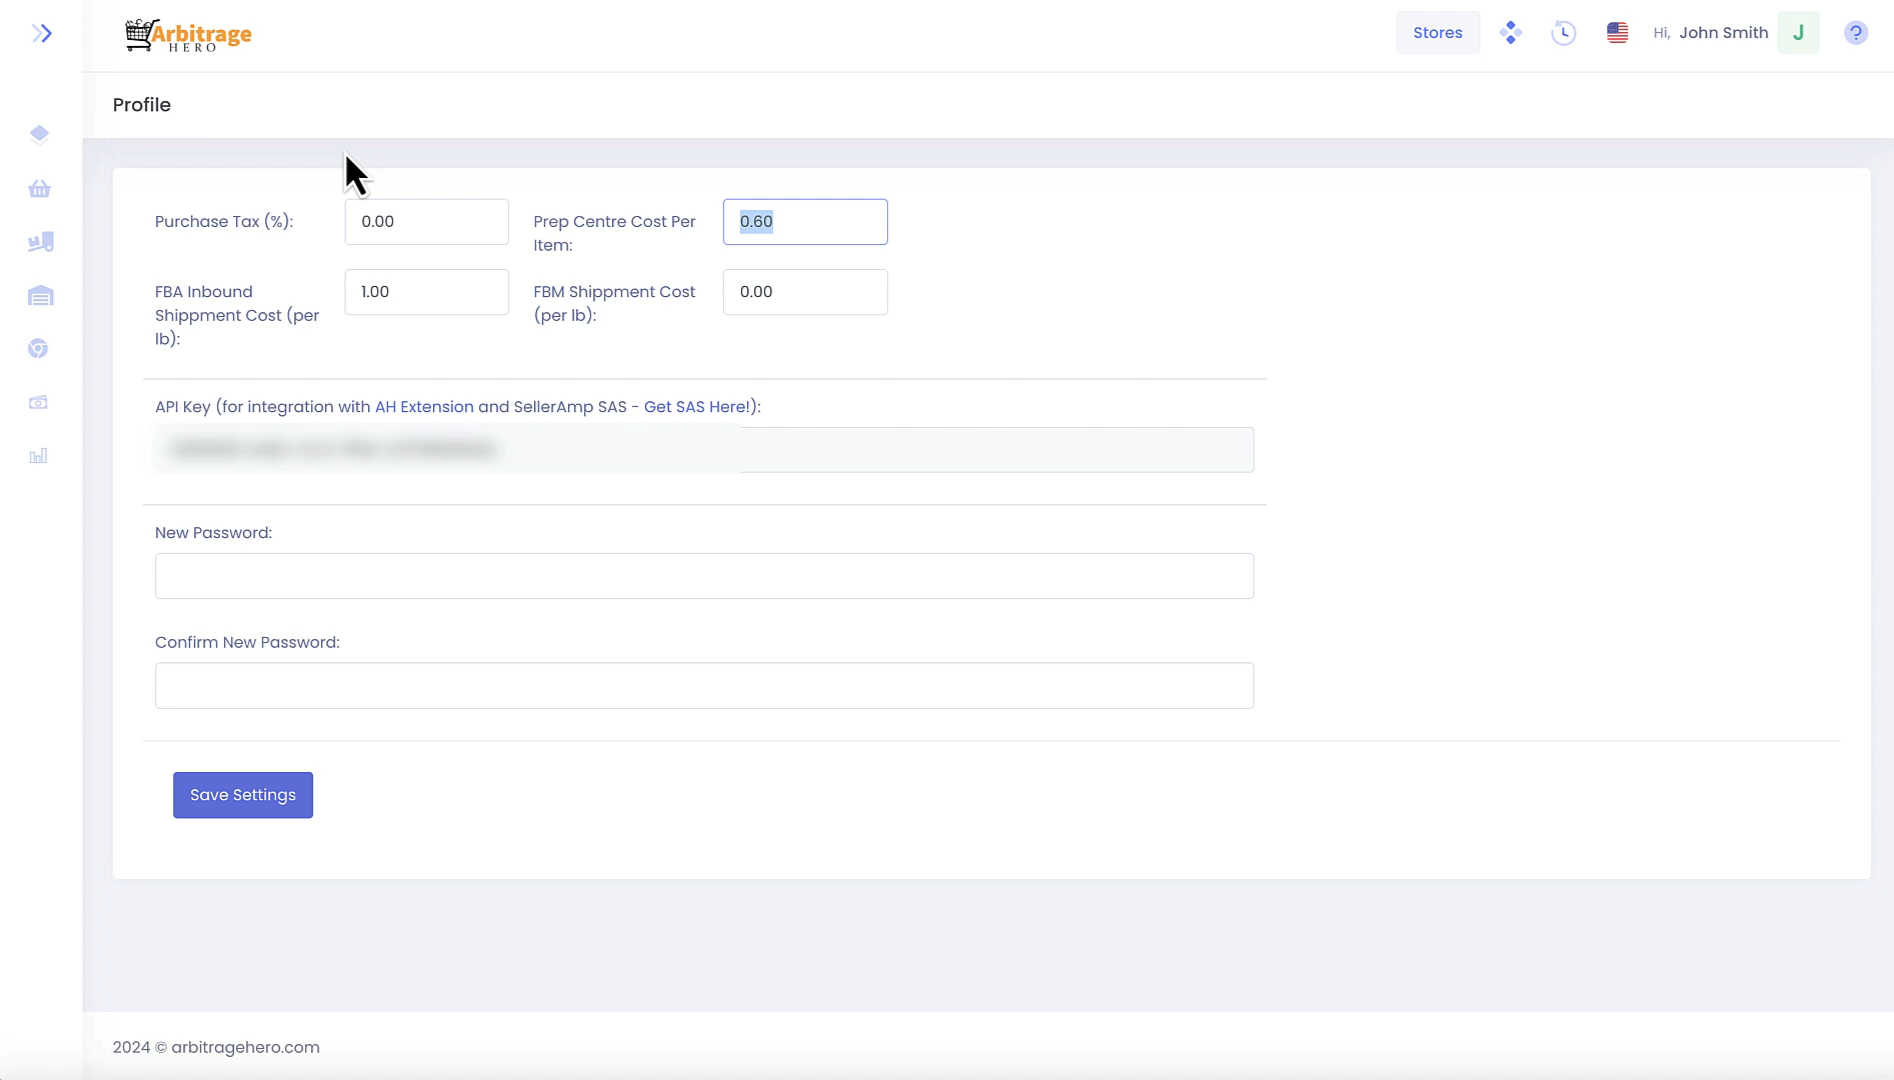 Arbitrage
HERO
Stores
Hi, John Smith
J
?
Profile
Purchase Tax (%):
0.00
Prep Centre Cost Per
Item:
0.60
FBA Inbound
Shippment Cost (per
lb):
1.00
FBM Shippment Cost
(per lb):
0.00
API Key (for integration with AH Extension and SellerAmp SAS - Get SAS Here!):
New Password:
Confirm New Password:
Save Settings
2024 © arbitragehero.com